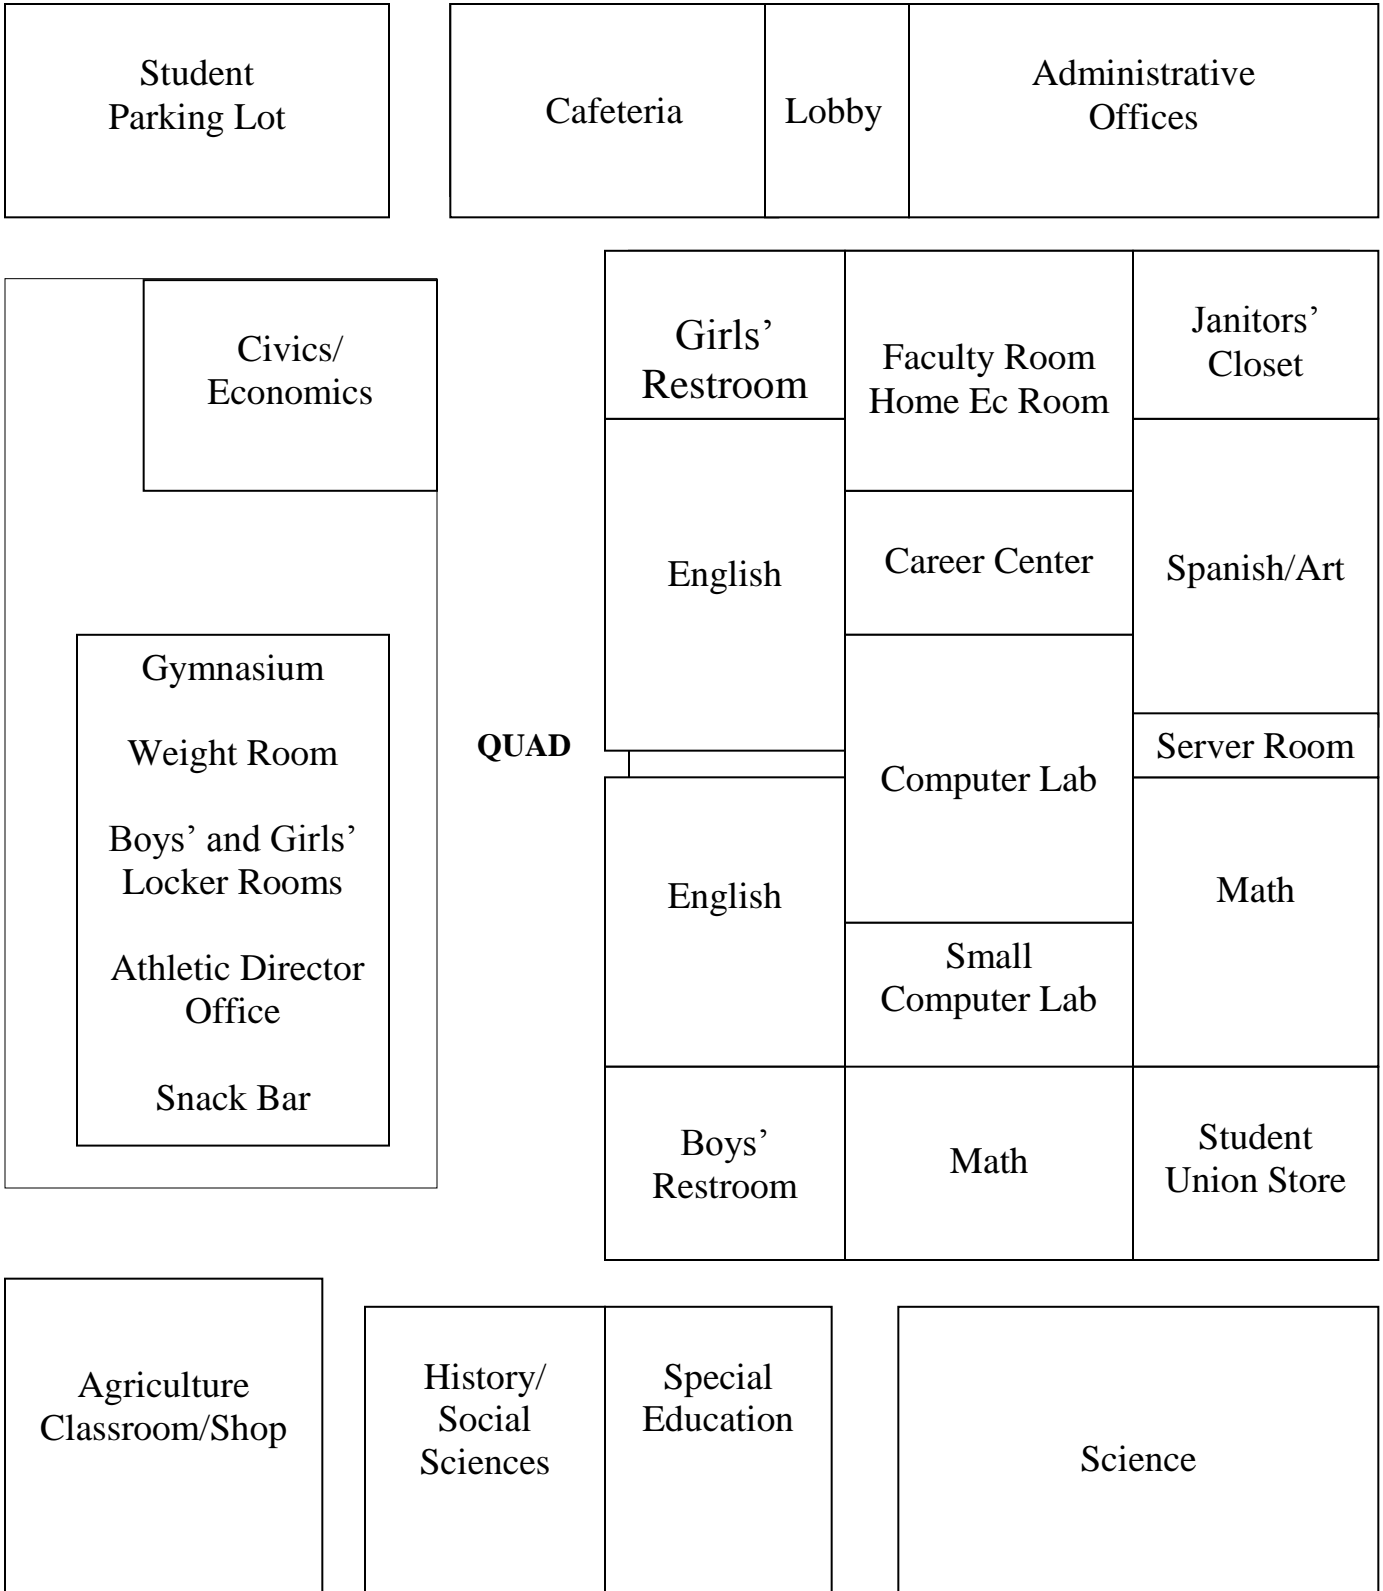 Student
Parking Lot
Cafeteria
Lobby
Administrative
Offices
Civics/
Economics
Girls’
Restroom
Faculty Room
Home Ec Room
Janitors’
Closet
English
Career Center
Spanish/Art
Gymnasium
Weight Room
Boys’ and Girls’
Locker Rooms
Athletic Director
Office
Snack Bar
QUAD
Computer Lab
Server Room
English
Small
Computer Lab
Math
Boys’
Restroom
Math
Student
Union Store
Agriculture
Classroom/Shop
History/
Social
Sciences
Special
Education
Science